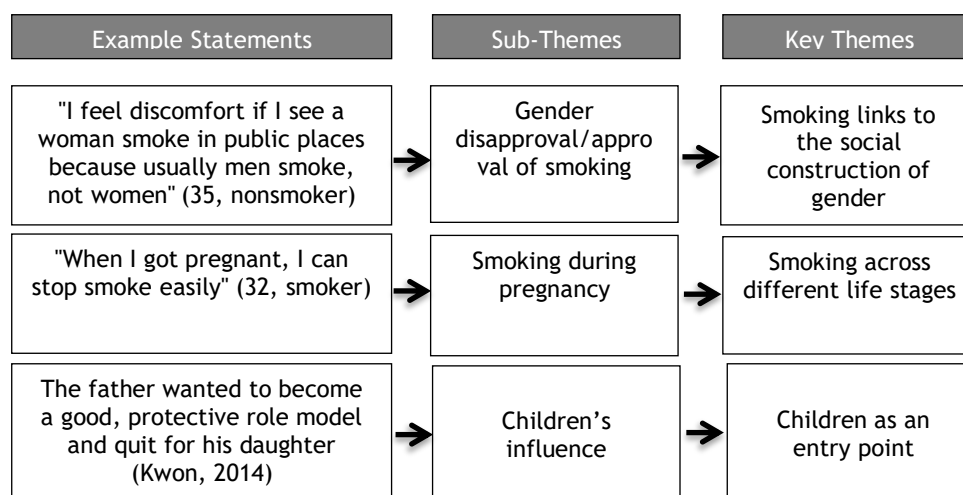 Example Statements
Sub-Themes
Key Themes
"I feel discomfort if I see a
woman smoke in public places
because usually men smoke,
not women" (35, nonsmoker)
Gender
disapproval/appro
val of smoking
Smoking links to
the social
construction of
gender
"When I got pregnant, I can
stop smoke easily" (32, smoker)
Smoking during
pregnancy
Smoking across
different life stages
The father wanted to become
a good, protective role model
and quit for his daughter
(Kwon, 2014)
Children’s
influence
Children as an
entry point